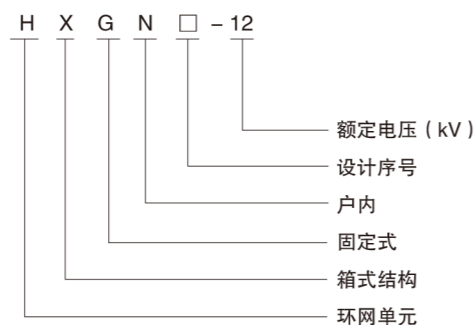 H X G N □ - 12
额定电压(kV)
设计序号
户内
固定式
箱式结构
环网单元